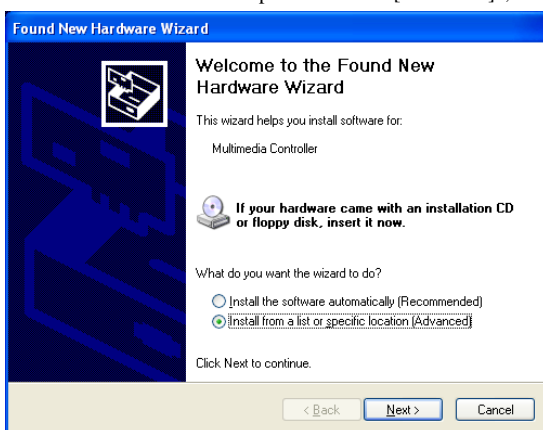 Found New Hardware Wizard
Welcome to the Found New
Hardware Wizard
This wizard helps you install software for:
Multimedia Controller
If your hardware came with an installation CD
or floppy disk, insert it now.
What do you want the wizard to do?
Install the software automatically (Recommended)
Install from a list or specific location (Advanced)
Click Next to continue.
< Back Next > Cancel